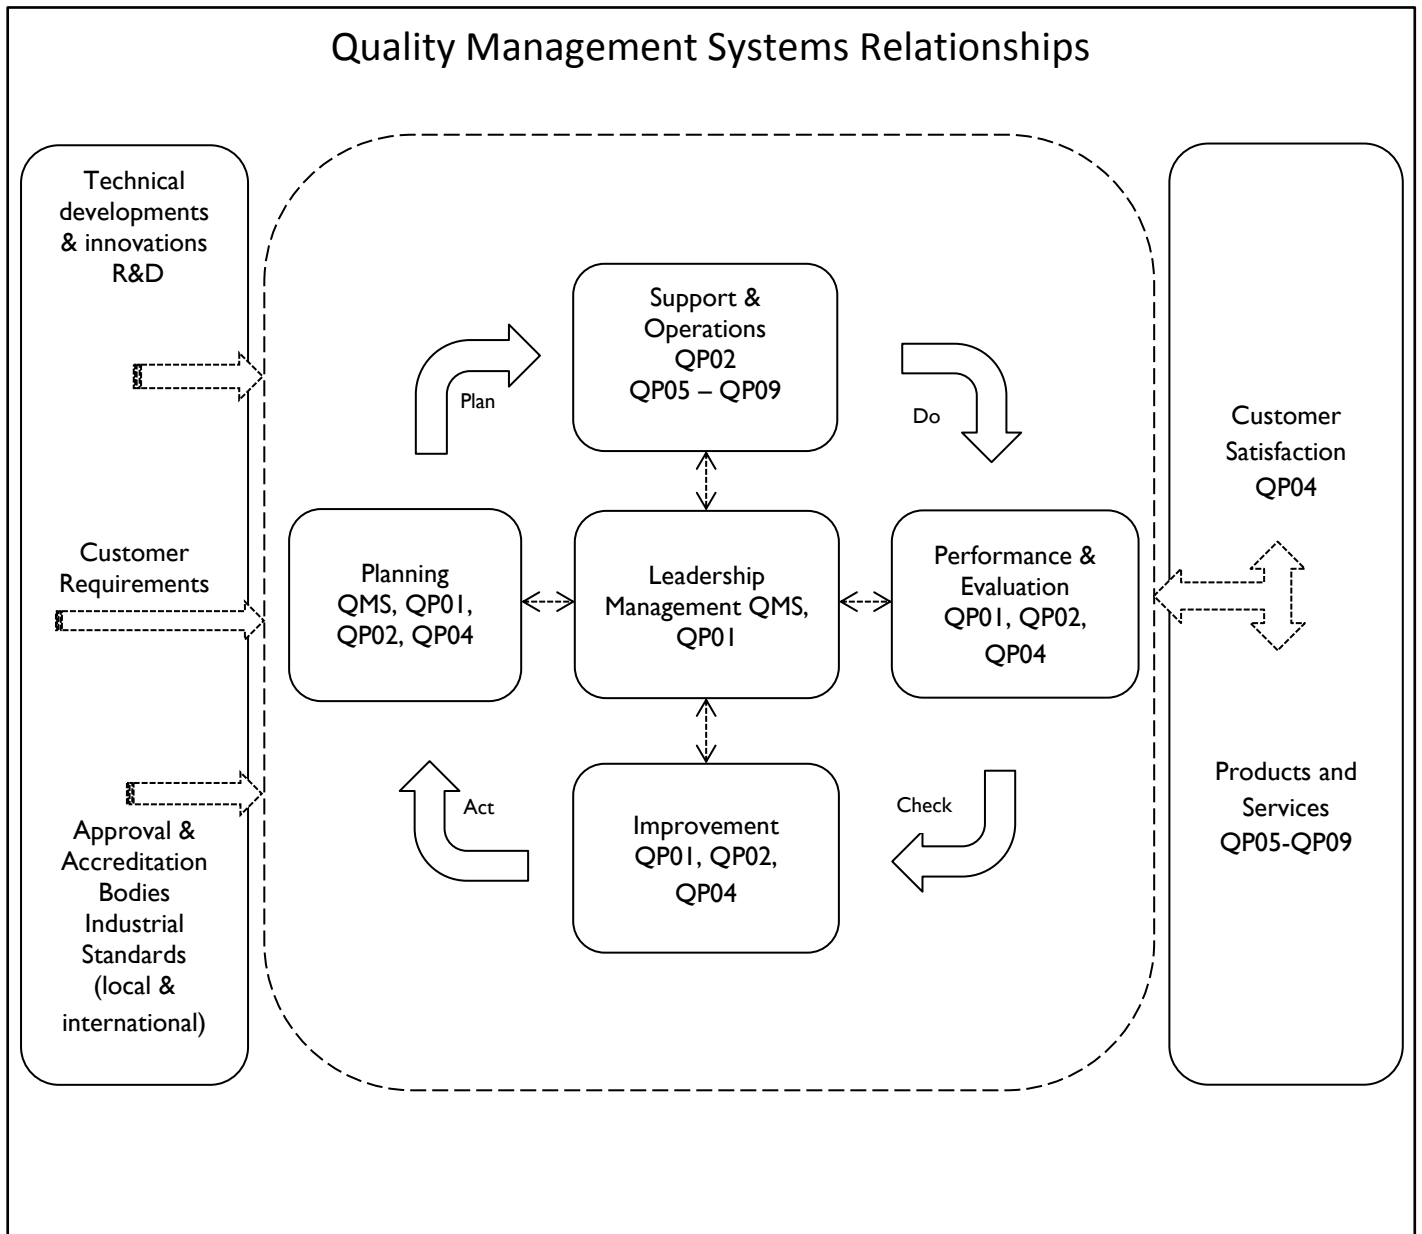 Quality Management Systems Relationships
Technical
developments
& innovations
R&D
Customer
Requirements
Approval &
Accreditation
Bodies
Industrial
Standards
(local &
international)
Plan
Support &
Operations
QP02
QP05 – QP09
Do
Planning
QMS, QP01,
QP02, QP04
Leadership
Management QMS,
QP01
Performance &
Evaluation
QP01, QP02,
QP04
Act
Improvement
QP01, QP02,
QP04
Check
Customer
Satisfaction
QP04
Products and
Services
QP05-QP09